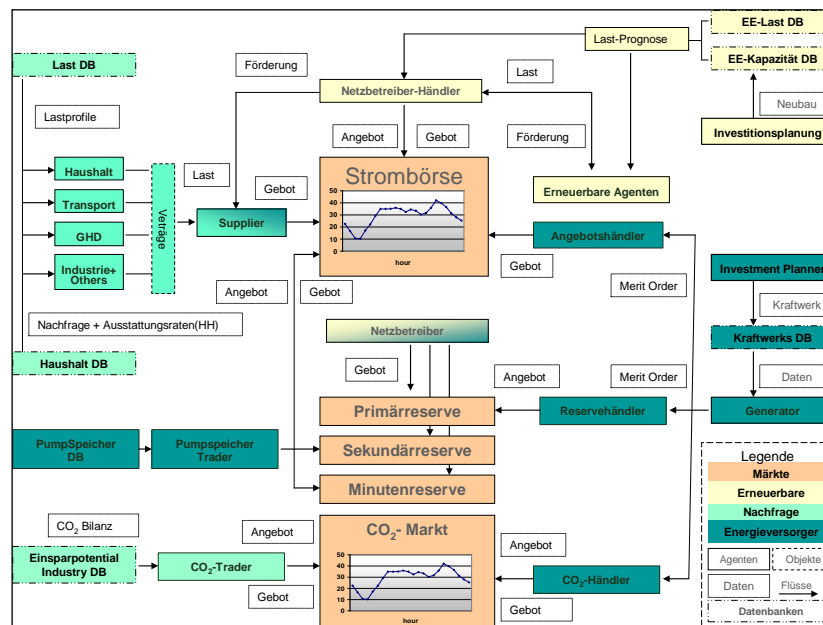 EE-Last DB
Last-Prognose
EE-Kapazität DB
Last DB
Förderung
Last
Netzbetreiber-Händler
Neubau
Lastprofile
Investitionsplanung
Angebot
Gebot
Förderung
Strombörse
Haushalt
Last
Gebot
Erneuerbare Agenten
Transport
Veträge
50
40
30
20
10
0
hour
Supplier
GHD
Angebotshändler
Industrie+
Others
Gebot
Investment Planner
Angebot
Gebot
Merit Order
Kraftwerk
Nachfrage + Ausstattungsraten(HH)
Netzbetreiber
Kraftwerks DB
Haushalt DB
Gebot
Angebot
Merit Order
Daten
Primärreserve
Reservehändler
Generator
PumpSpeicher
DB
Pumpspeicher
Trader
Sekundärreserve
Minutenreserve
Legende
Märkte
Erneuerbare
Nachfrage
Energieversorger
Agenten
Objekte
Daten
Flüsse
Datenbanken
CO2 Bilanz
Angebot
CO2- Markt
Angebot
Einsparpotential
Industry DB
CO2-Trader
50
40
30
20
10
0
hour
CO2-Händler
Gebot
Gebot